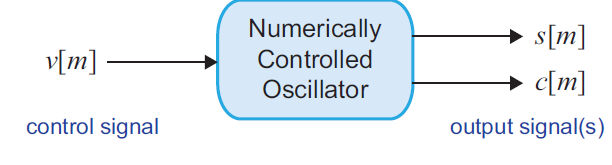 Numerically
Controlled
Oscillator
v[m]
s[m]
c[m]
control signal
output signal(s)